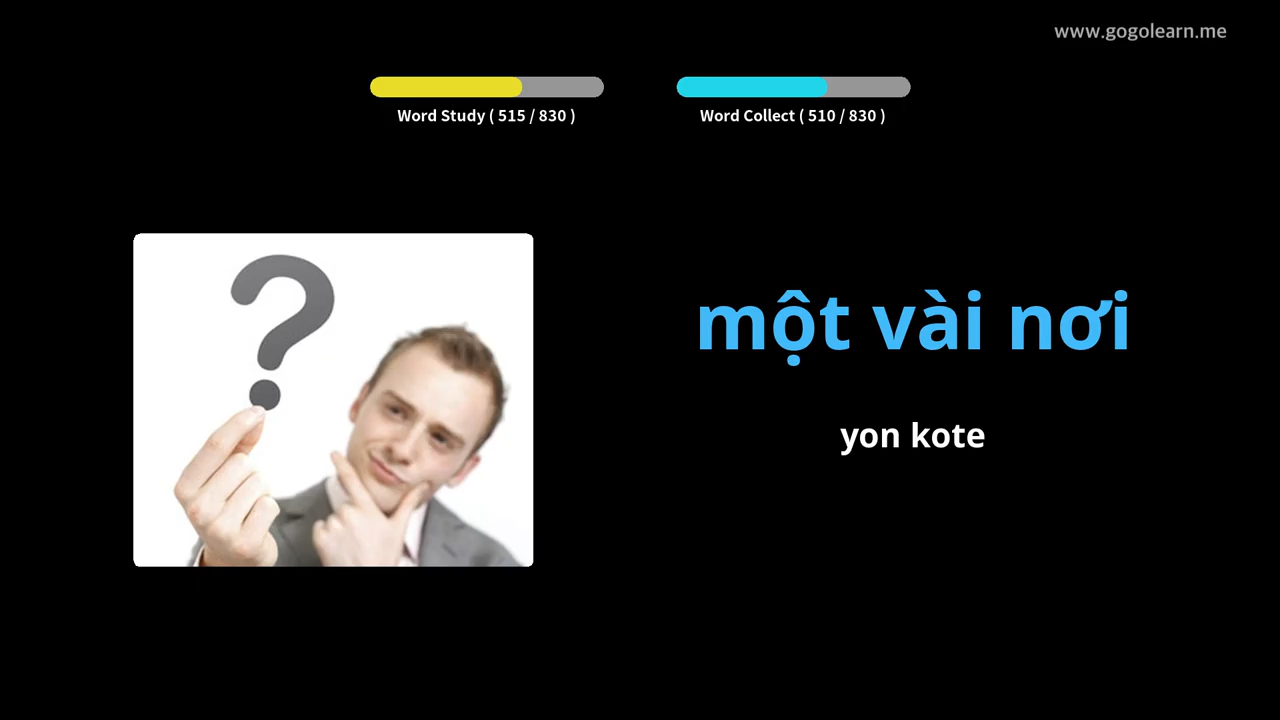 www.gogolearn.me
Word Study ( 515 / 830 )
Word Collect ( 510 / 830 )
một vài nơi
yon kote